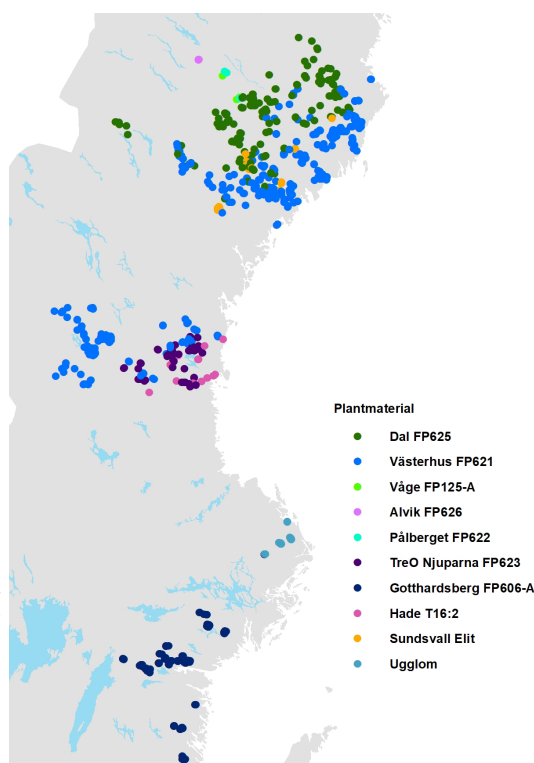 Plantmaterial
Dal FP625
Västerhus FP621
Våge FP125-A
Alvik FP626
Pålberget FP622
TreO Njuparna FP623
Gotthardsberg FP606-A
Hade T16:2
Sundsvall Elit
Ugglom